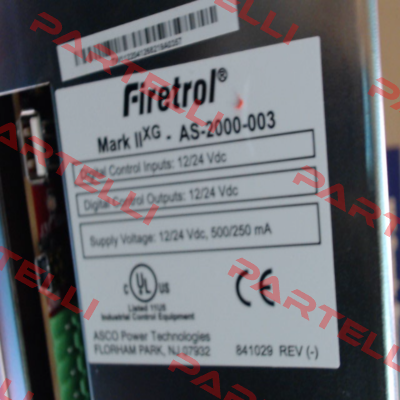 Firetrol®
Mark IIXG - AS-2000-003
Digital Control Inputs: 12/24 Vdc
Digital Control Outputs: 12/24 Vdc
Supply Voltage: 12/24 Vdc, 500/250 mA
C UL US
CE
Industrial Control Equipment
ASCO Power Technologies
FLORHAM PARK, NJ 07932
841029 REV (-)
PARTELLI
PARTELLI
PARTELLI
PARTELLI